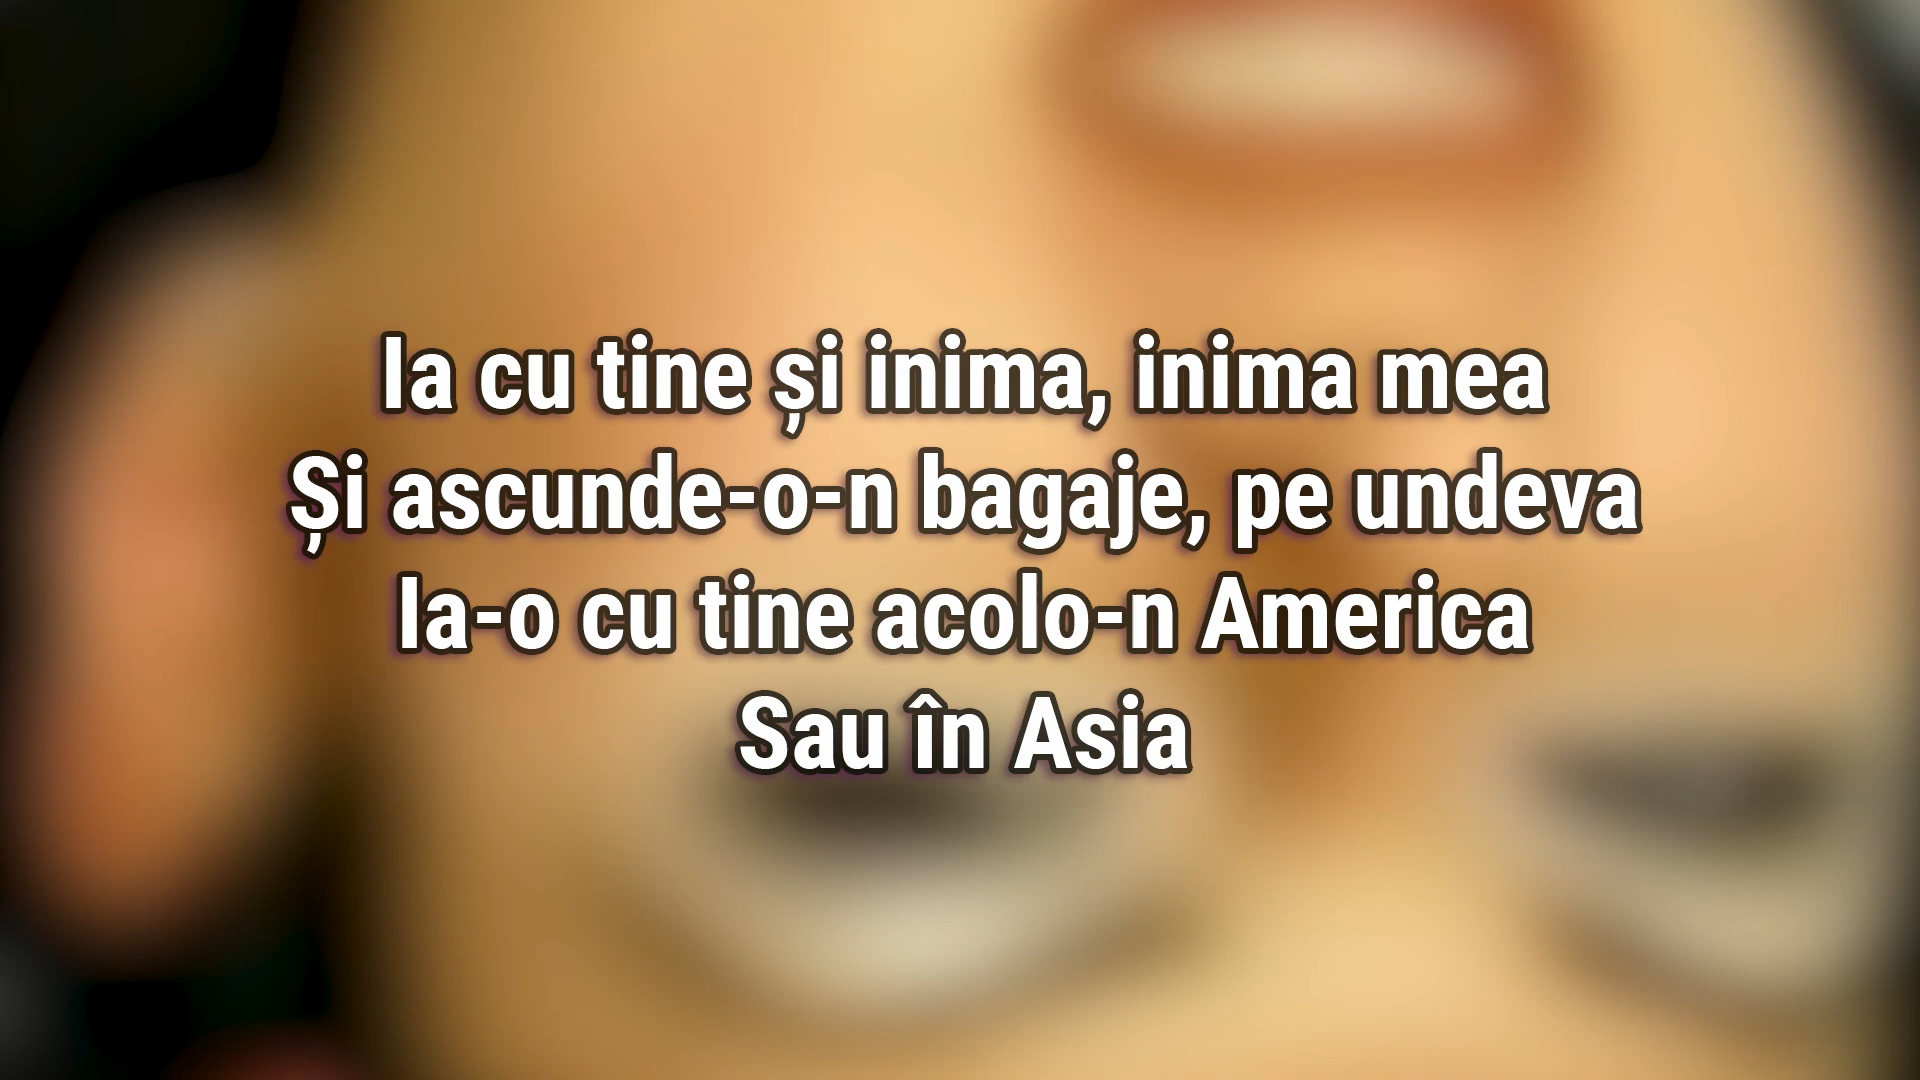 Ia cu tine și inima, inima mea
Și ascunde-o-n bagaje, pe undeva
Ia-o cu tine acolo-n America
Sau în Asia